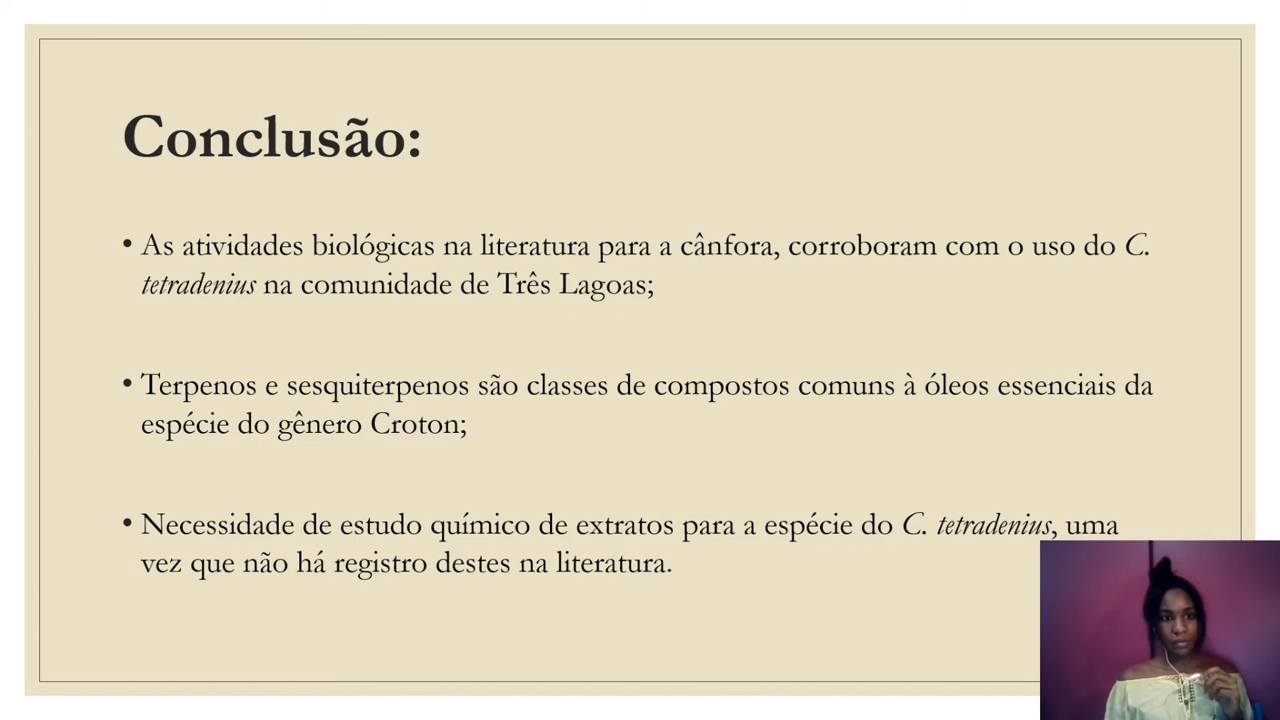 Conclusão:
• As atividades biológicas na literatura para a cânfora, corroboram com o uso do C.
tetradenius na comunidade de Três Lagoas;
• Terpenos e sesquiterpenos são classes de compostos comuns à óleos essenciais da
espécie do gênero Croton;
• Necessidade de estudo químico de extratos para a espécie do C. tetradenius, uma
vez que não há registro destes na literatura.